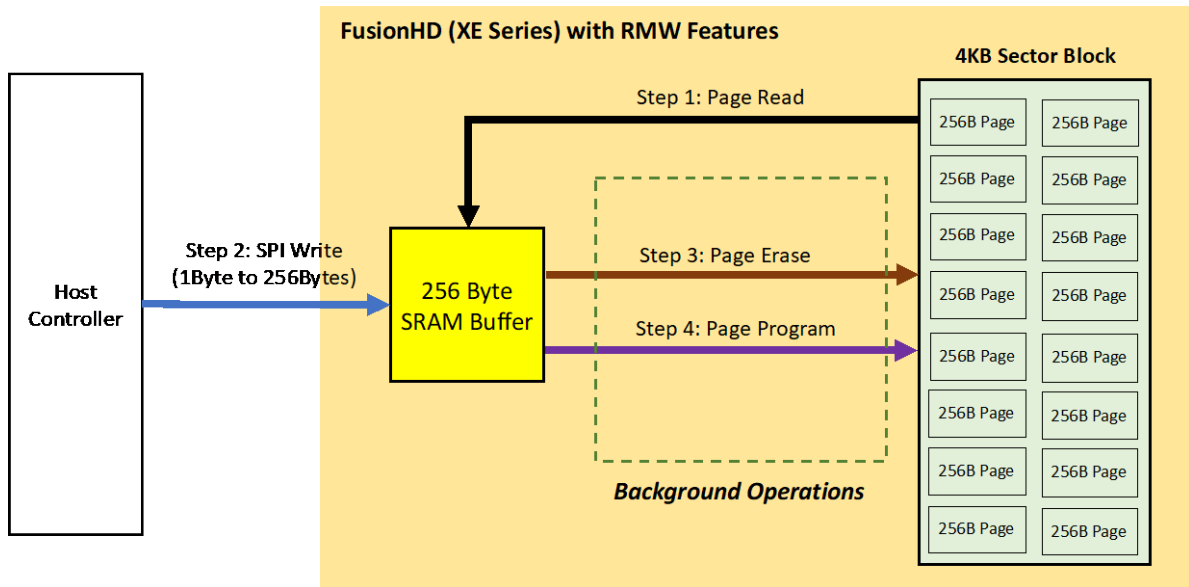 FusionHD (XE Series) with RMW Features
4KB Sector Block
Step 1: Page Read
256B Page 256B Page
256B Page 256B Page
Step 2: SPI Write
(1Byte to 256Bytes)
256B Page 256B Page
Step 3: Page Erase
Host
Controller
256 Byte
SRAM Buffer
256B Page 256B Page
Step 4: Page Program
256B Page 256B Page
256B Page 256B Page
256B Page 256B Page
Background Operations
256B Page 256B Page